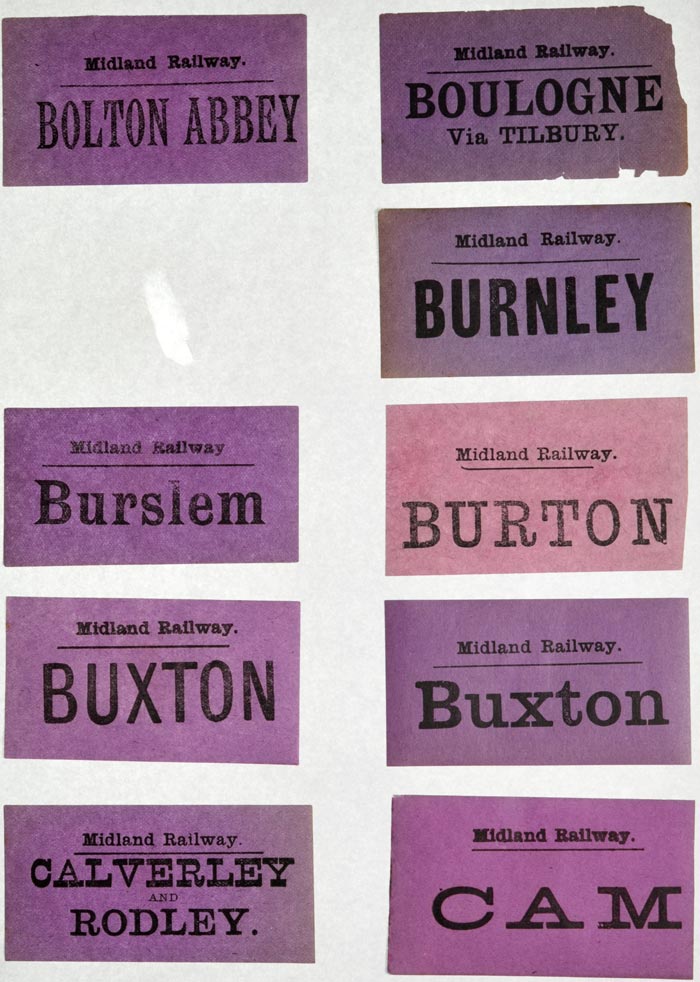 Midland Railway.
BOLTON ABBEY
Midland Railway.
BOULOGNE
Via TILBURY.
Midland Railway.
BURNLEY
Midland Railway
Burslem
Midland Railway.
BURTON
Midland Railway.
BUXTON
Midland Railway.
Buxton
Midland Railway.
CALVERLEY
AND
RODLEY.
Midland Railway.
CAM